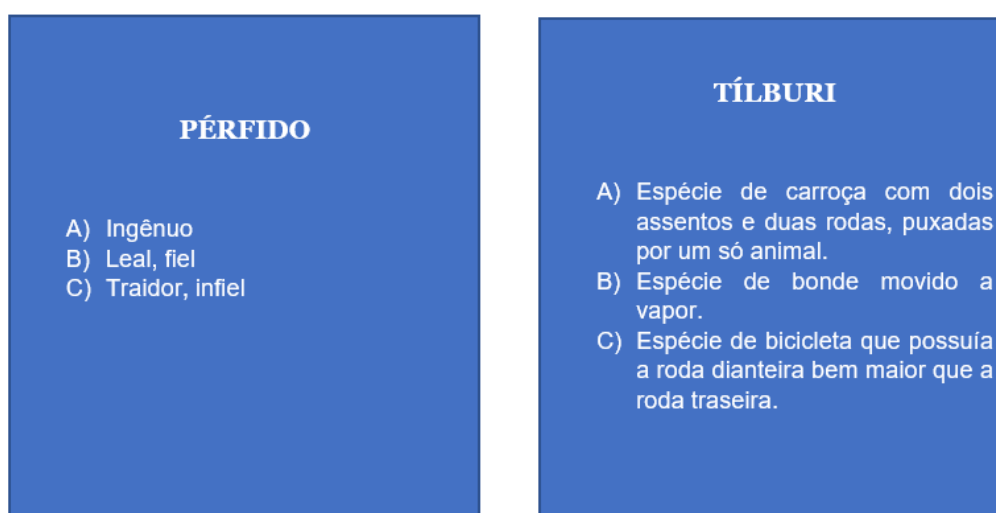 PÉRFIDO
A) Ingênuo
B) Leal, fiel
C) Traidor, infiel
TÍLBURI
A) Espécie de carroça com dois
assentos e duas rodas, puxadas
por um só animal.
B) Espécie de bonde movido a
vapor.
C) Espécie de bicicleta que possuía
a roda dianteira bem maior que a
roda traseira.